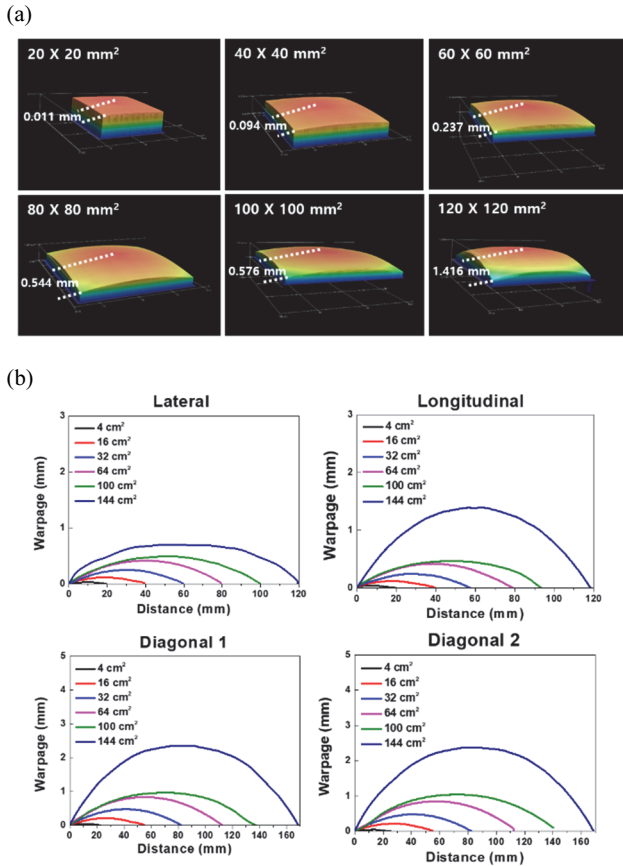 (a)
20 X 20 mm²
0.011 mm
40 X 40 mm²
0.094 mm
60 X 60 mm²
0.237 mm
80 X 80 mm²
0.544 mm
100 X 100 mm²
0.576 mm
120 X 120 mm²
1.416 mm
(b)
Lateral
Warpage (mm)
3
2
1
0
4 cm²
16 cm²
32 cm²
64 cm²
100 cm²
144 cm²
0 20 40 60 80 100 120
Distance (mm)
Longitudinal
Warpage (mm)
3
2
1
0
4 cm²
16 cm²
32 cm²
64 cm²
100 cm²
144 cm²
0 20 40 60 80 100 120
Distance (mm)
Diagonal 1
Warpage (mm)
5
4
3
2
1
0
4 cm²
16 cm²
32 cm²
64 cm²
100 cm²
144 cm²
0 20 40 60 80 100 120 140 160
Distance (mm)
Diagonal 2
Warpage (mm)
5
4
3
2
1
0
4 cm²
16 cm²
32 cm²
64 cm²
100 cm²
144 cm²
0 20 40 60 80 100 120 140 160
Distance (mm)